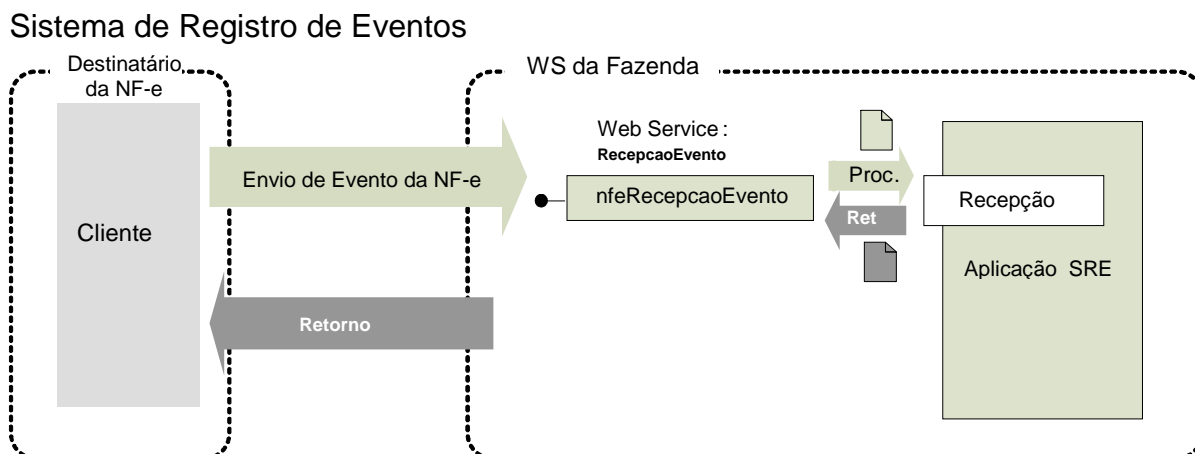 Sistema de Registro de Eventos
Destinatário
da NF-e
WS da Fazenda
Web Service :
RecepcaoEvento
Envio de Evento da NF-e
nfeRecepcaoEvento
Proc.
Ret
Recepção
Cliente
Aplicação SRE
Retorno